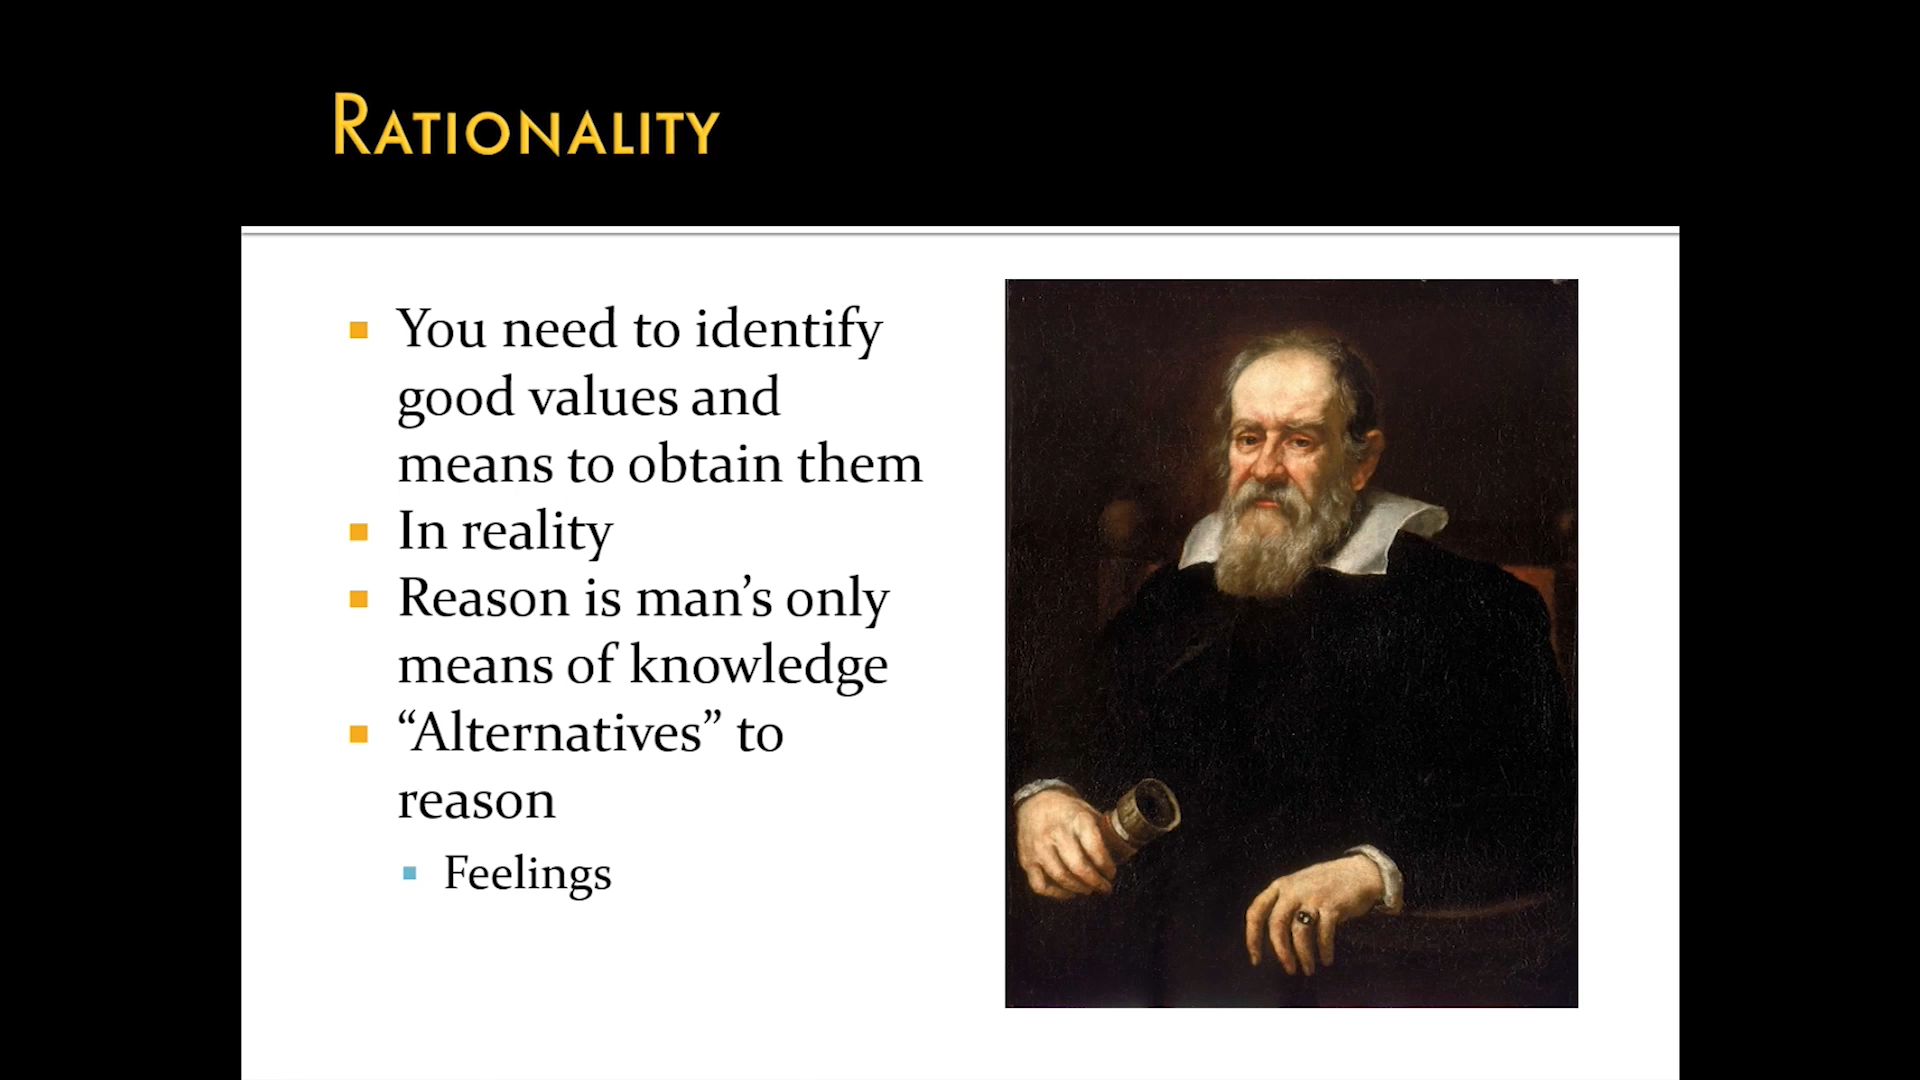 Rationality
You need to identify
good values and
means to obtain them
In reality
Reason is man’s only
means of knowledge
“Alternatives” to
reason
Feelings